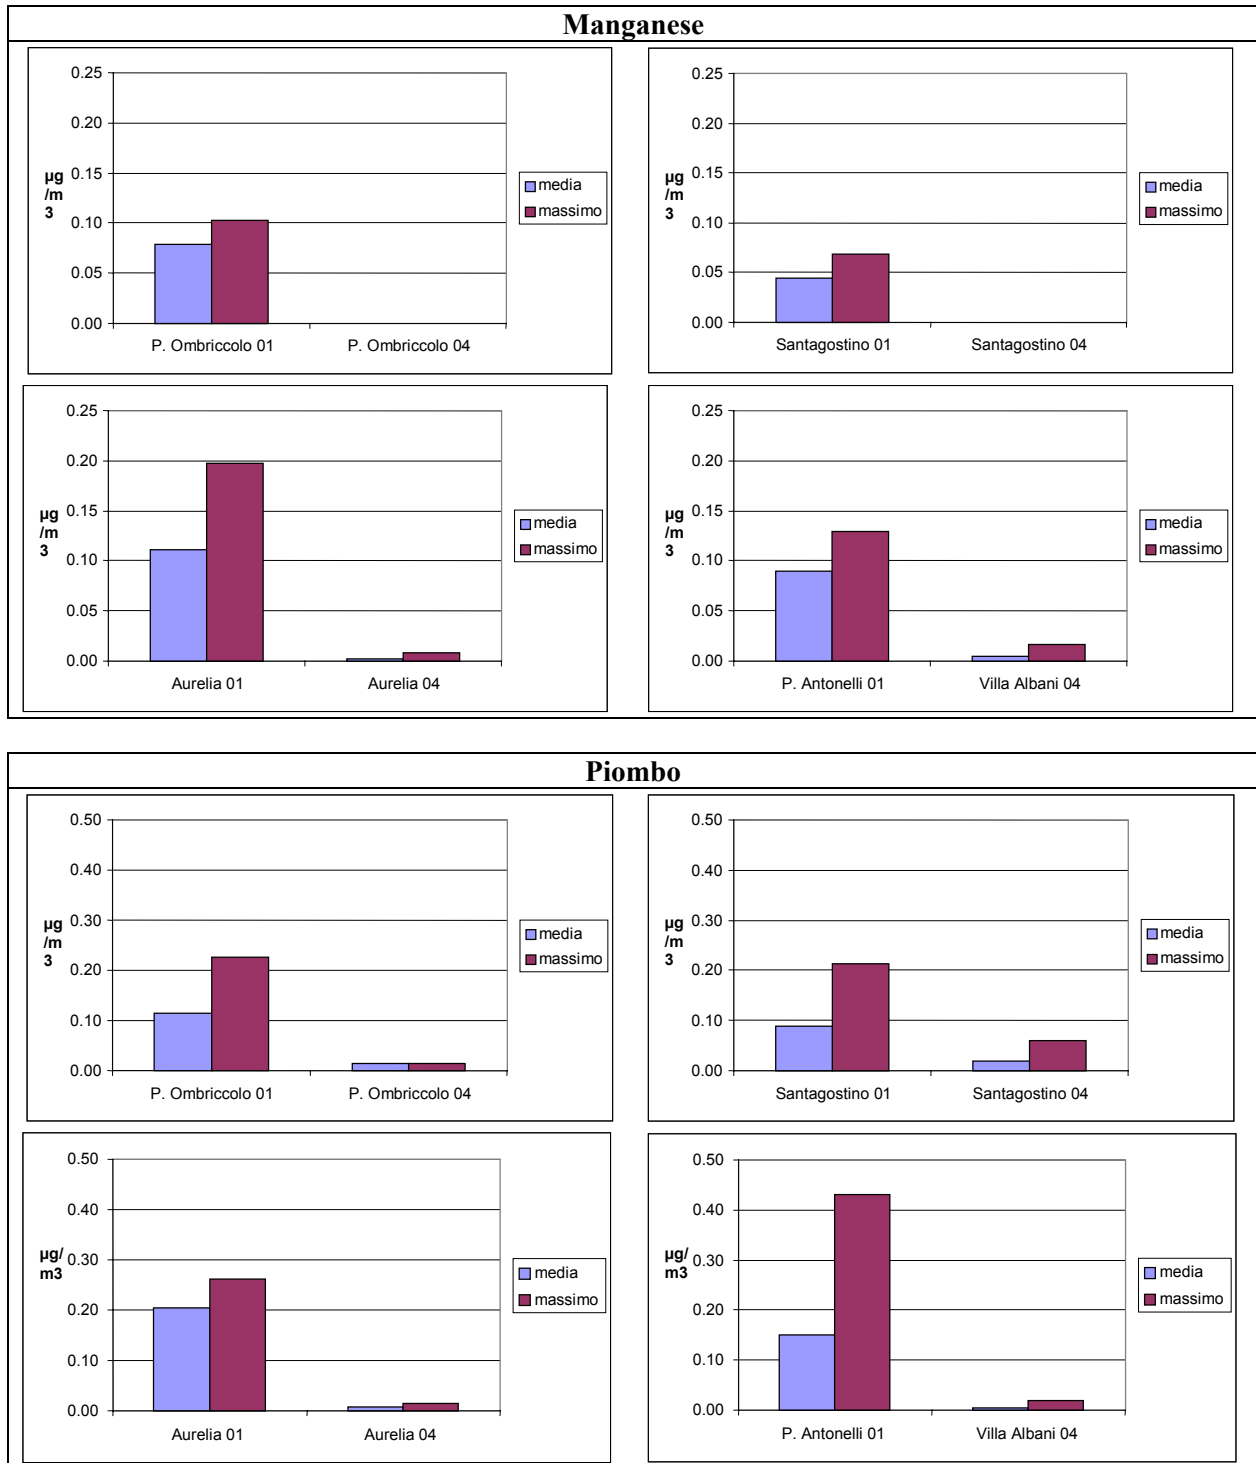 Manganese
0.25
0.20
0.15
0.10
0.05
0.00
µg
/m
3
P. Ombriccolo 01 P. Ombriccolo 04
media
massimo
0.25
0.20
0.15
0.10
0.05
0.00
µg
/m
3
Santagostino 01 Santagostino 04
media
massimo
0.25
0.20
0.15
0.10
0.05
0.00
µg
/m
3
Aurelia 01 Aurelia 04
media
massimo
0.25
0.20
0.15
0.10
0.05
0.00
µg
/m
3
P. Antonelli 01 Villa Albani 04
media
massimo
Piombo
0.50
0.40
0.30
0.20
0.10
0.00
µg
/m
3
P. Ombriccolo 01 P. Ombriccolo 04
media
massimo
0.50
0.40
0.30
0.20
0.10
0.00
µg
/m
3
Santagostino 01 Santagostino 04
media
massimo
0.50
0.40
0.30
0.20
0.10
0.00
µg/
m3
Aurelia 01 Aurelia 04
media
massimo
0.50
0.40
0.30
0.20
0.10
0.00
µg/
m3
P. Antonelli 01 Villa Albani 04
media
massimo